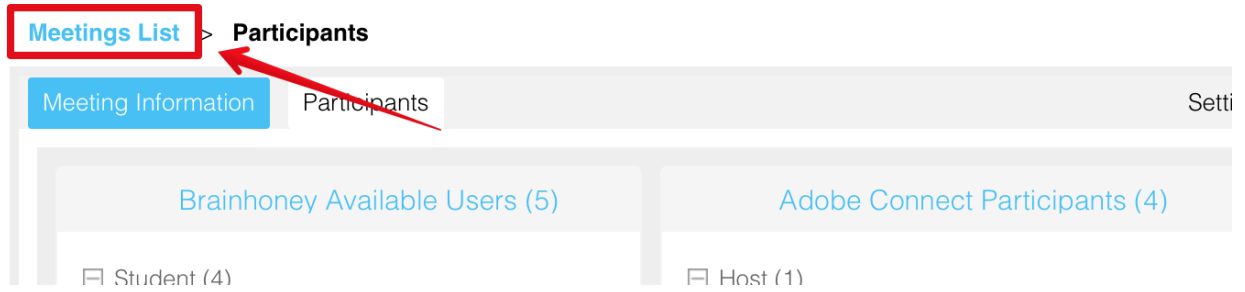 Meetings List > Participants
Meeting Information Participants
Brainhoney Available Users (5) Adobe Connect Participants (4)
Student (4) Host (1)